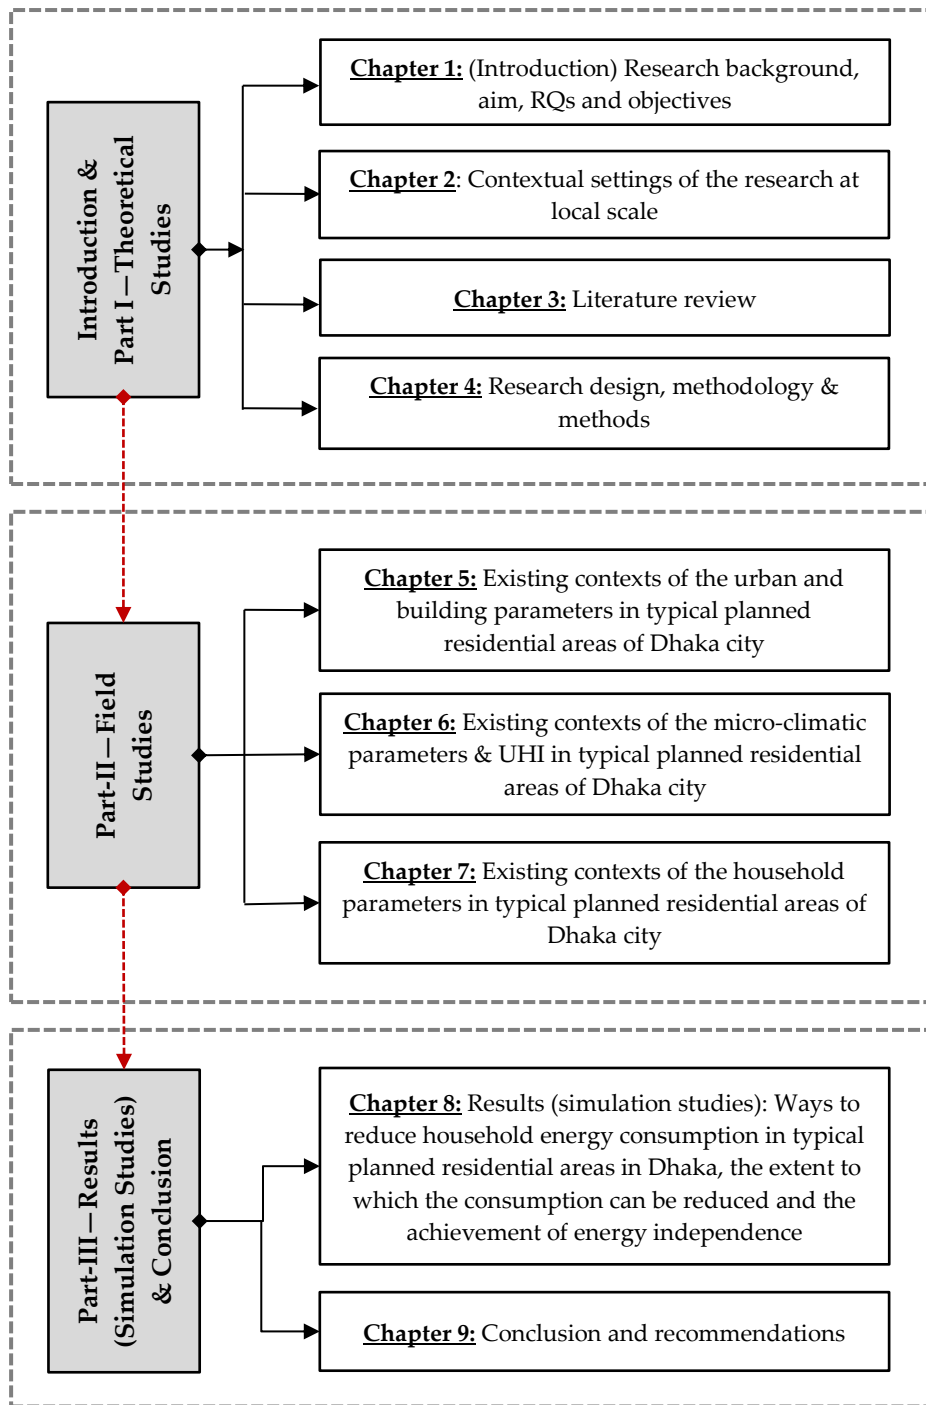 Introduction &
Part I—Theoretical
Studies
Chapter 1: (Introduction) Research background,
aim, RQs and objectives
Chapter 2: Contextual settings of the research at
local scale
Chapter 3: Literature review
Chapter 4: Research design, methodology &
methods
Part-II—Field
Studies
Chapter 5: Existing contexts of the urban and
building parameters in typical planned
residential areas of Dhaka city
Chapter 6: Existing contexts of the micro-climatic
parameters & UHI in typical planned residential
areas of Dhaka city
Chapter 7: Existing contexts of the household
parameters in typical planned residential areas of
Dhaka city
Part-III—Results
(Simulation Studies)
& Conclusion
Chapter 8: Results (simulation studies): Ways to
reduce household energy consumption in typical
planned residential areas in Dhaka, the extent to
which the consumption can be reduced and the
achievement of energy independence
Chapter 9: Conclusion and recommendations